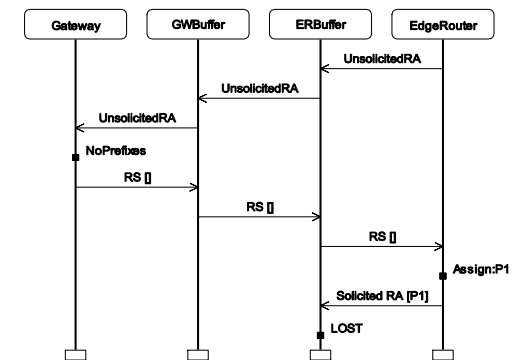 Gateway GWBuffer ERBuffer EdgeRouter
UnsolicitedRA
UnsolicitedRA
UnsolicitedRA
NoPrefixes
RS []
RS []
RS []
Assign:P1
Solicited RA [P1]
LOST